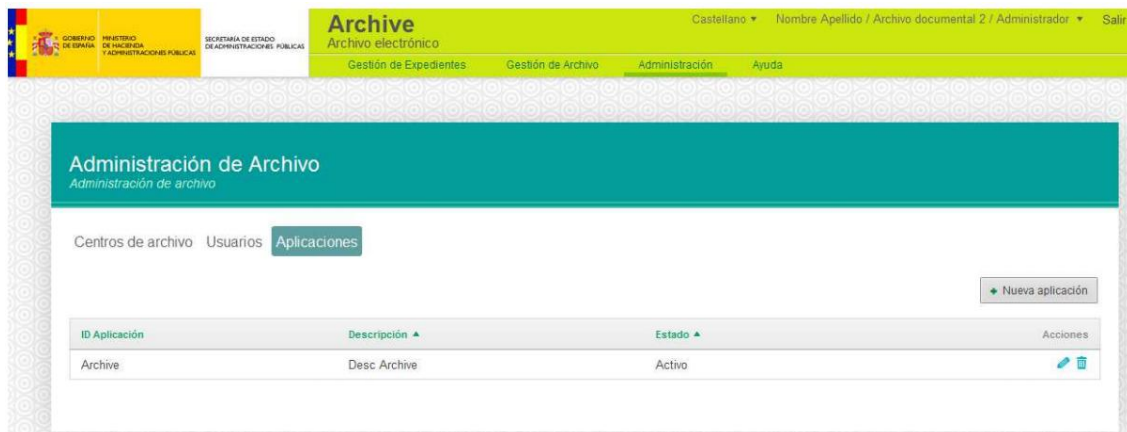 GOBIERNO DE ESPAÑA
MINISTERIO DE HACIENDA Y ADMINISTRACIONES PÚBLICAS
SECRETARÍA DE ESTADO DE ADMINISTRACIONES PÚBLICAS
Archive
Archivo electrónico
Castellano Nombre Apellido / Archivo documental 2 / Administrador Salir
Gestión de Expedientes Gestión de Archivo Administración Ayuda
Administración de Archivo
Administración de archivo
Centros de archivo Usuarios Aplicaciones
Nueva aplicación
ID Aplicación Descripción Estado Acciones
Archive Desc Archive Activo